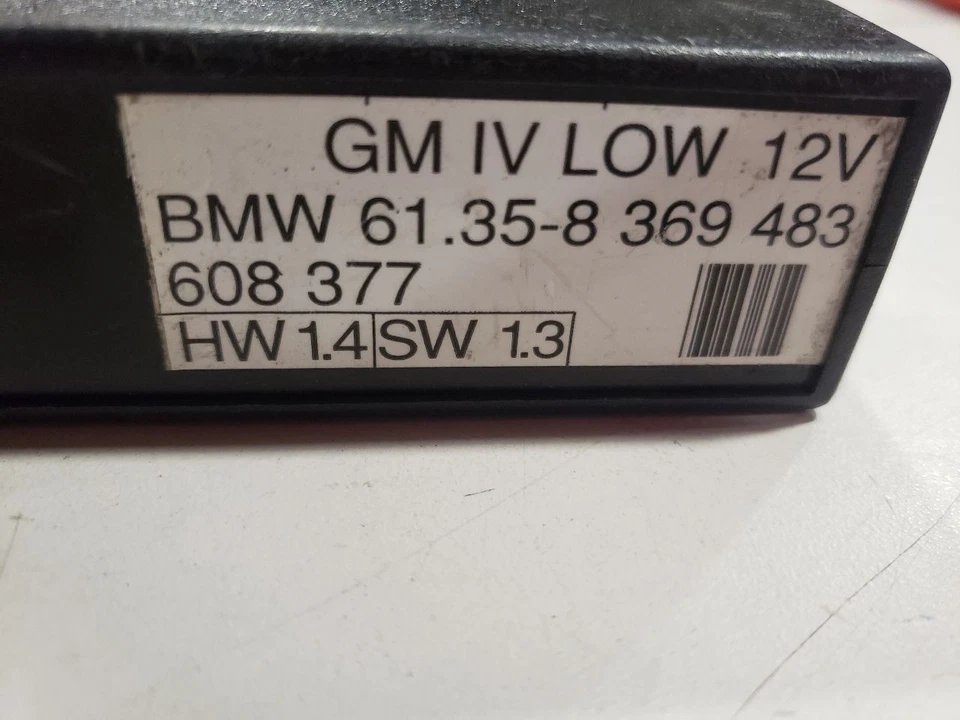 GM IV LOW 12V
BMW 61.35-8 369 483
608 377
HW 1.4 SW 1.3